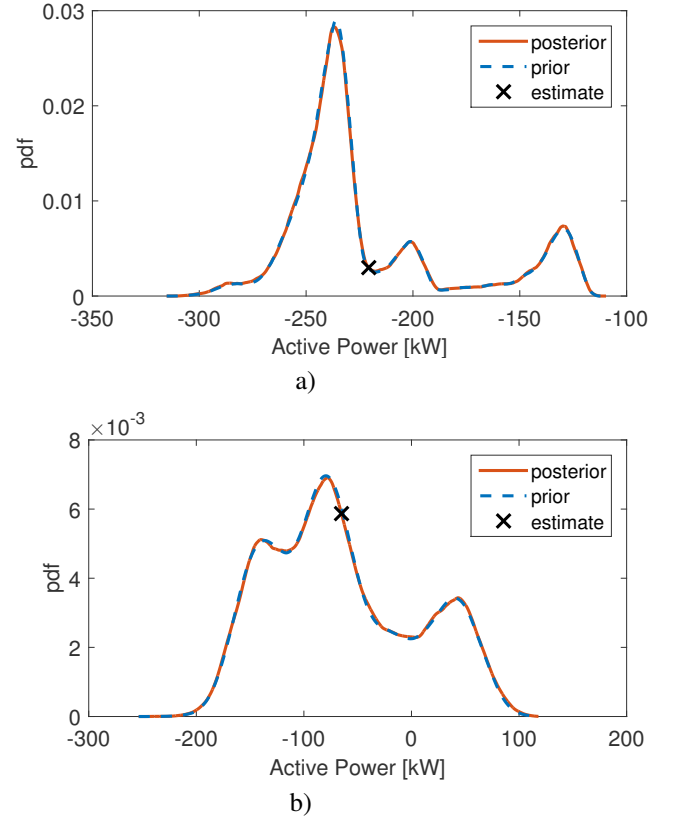 0.03
0.02
0.01
0
pdf
posterior
prior
estimate
-350 -300 -250 -200 -150 -100
Active Power [kW]
a)
×10⁻³
8
6
4
2
0
pdf
posterior
prior
estimate
-300 -200 -100 0 100 200
Active Power [kW]
b)